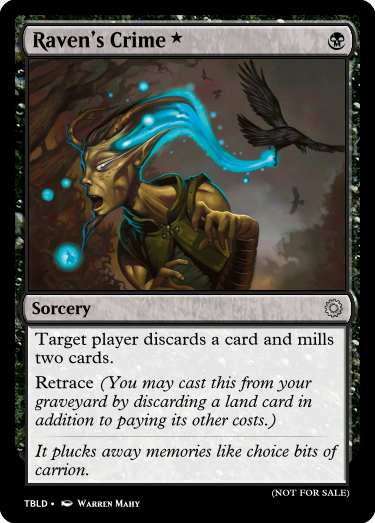 Raven's Crime ★
Sorcery
Target player discards a card and mills
two cards.
Retrace (You may cast this from your
graveyard by discarding a land card in
addition to paying its other costs.)
It plucks away memories like choice bits of
carrion.
(NOT FOR SALE)
TBLD • Warren Mahy